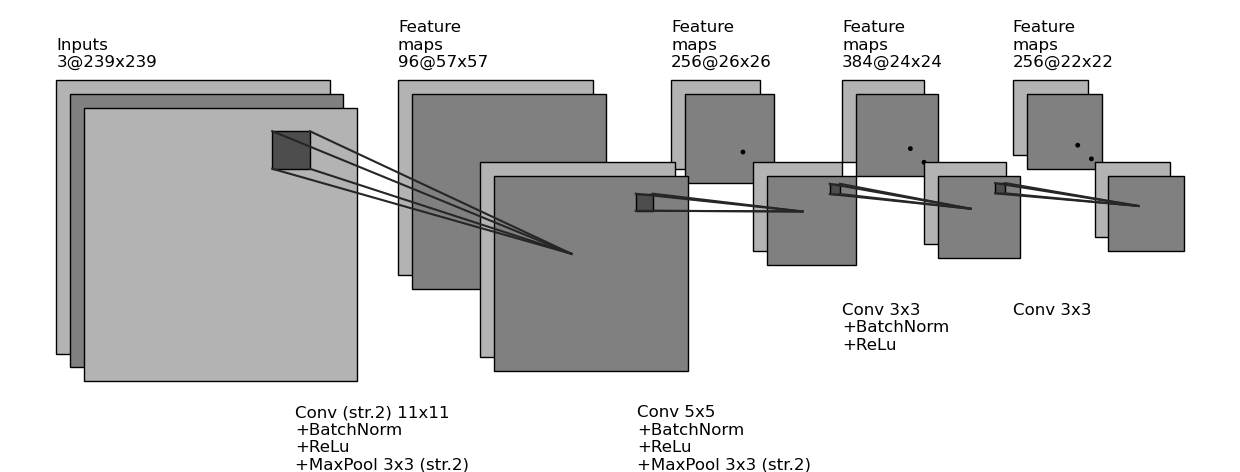 Inputs
3@239x239
Feature
maps
96@57x57
Feature
maps
256@26x26
Feature
maps
384@24x24
Feature
maps
256@22x22
Conv (str.2) 11x11
+BatchNorm
+ReLu
+MaxPool 3x3 (str.2)
Conv 5x5
+BatchNorm
+ReLu
+MaxPool 3x3 (str.2)
Conv 3x3
+BatchNorm
+ReLu
Conv 3x3